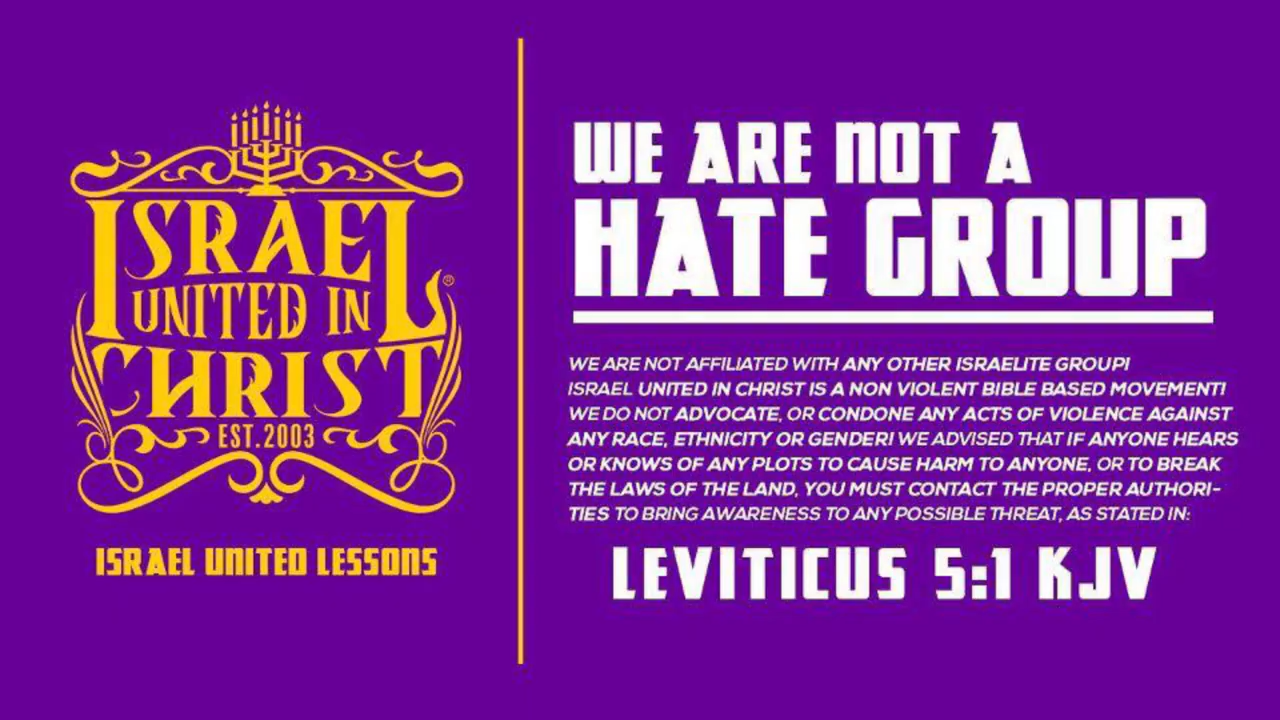 ISRAEL
UNITED IN
CHRIST
EST.2003
ISRAEL UNITED LESSONS
WE ARE NOT A
HATE GROUP
WE ARE NOT AFFILIATED WITH ANY OTHER ISRAELITE GROUP!
ISRAEL UNITED IN CHRIST IS A NON VIOLENT BIBLE BASED MOVEMENT!
WE DO NOT ADVOCATE, OR CONDONE ANY ACTS OF VIOLENCE AGAINST
ANY RACE, ETHNICITY OR GENDER! WE ADVISED THAT IF ANYONE HEARS
OR KNOWS OF ANY PLOTS TO CAUSE HARM TO ANYONE, OR TO BREAK
THE LAWS OF THE LAND, YOU MUST CONTACT THE PROPER AUTHORI-
TIES TO BRING AWARENESS TO ANY POSSIBLE THREAT, AS STATED IN:
LEVITICUS 5:1 KJV